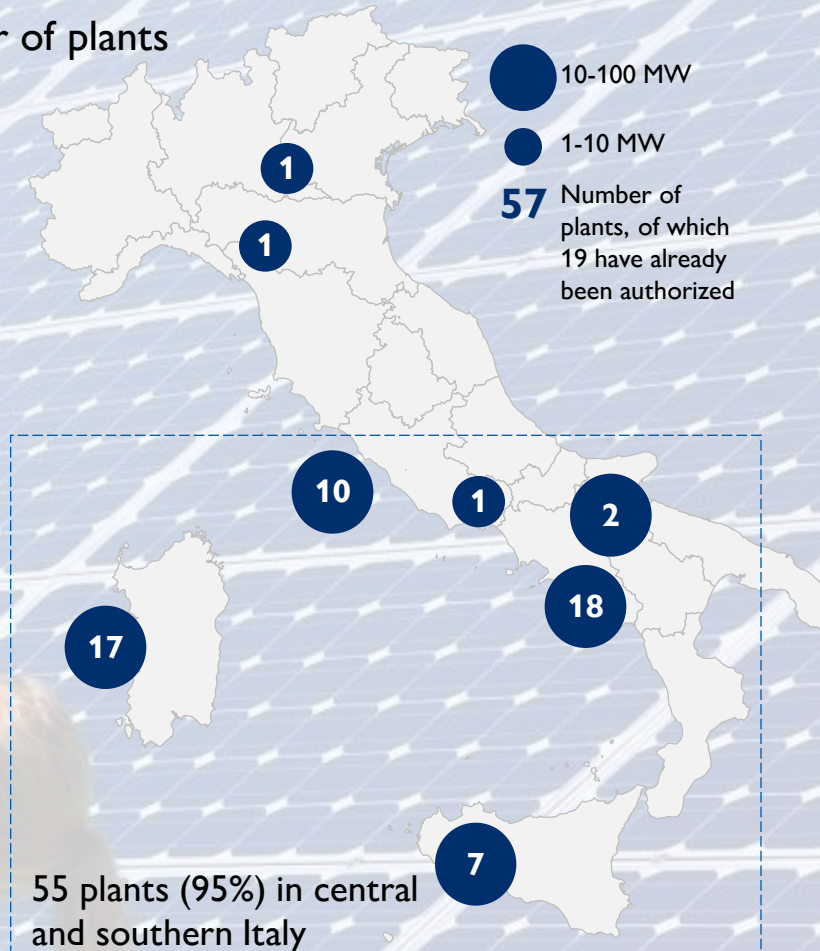 r of plants
10-100 MW
1-10 MW
57 Number of
plants, of which
19 have already
been authorized
1
1
10
1
2
18
17
7
55 plants (95%) in central
and southern Italy